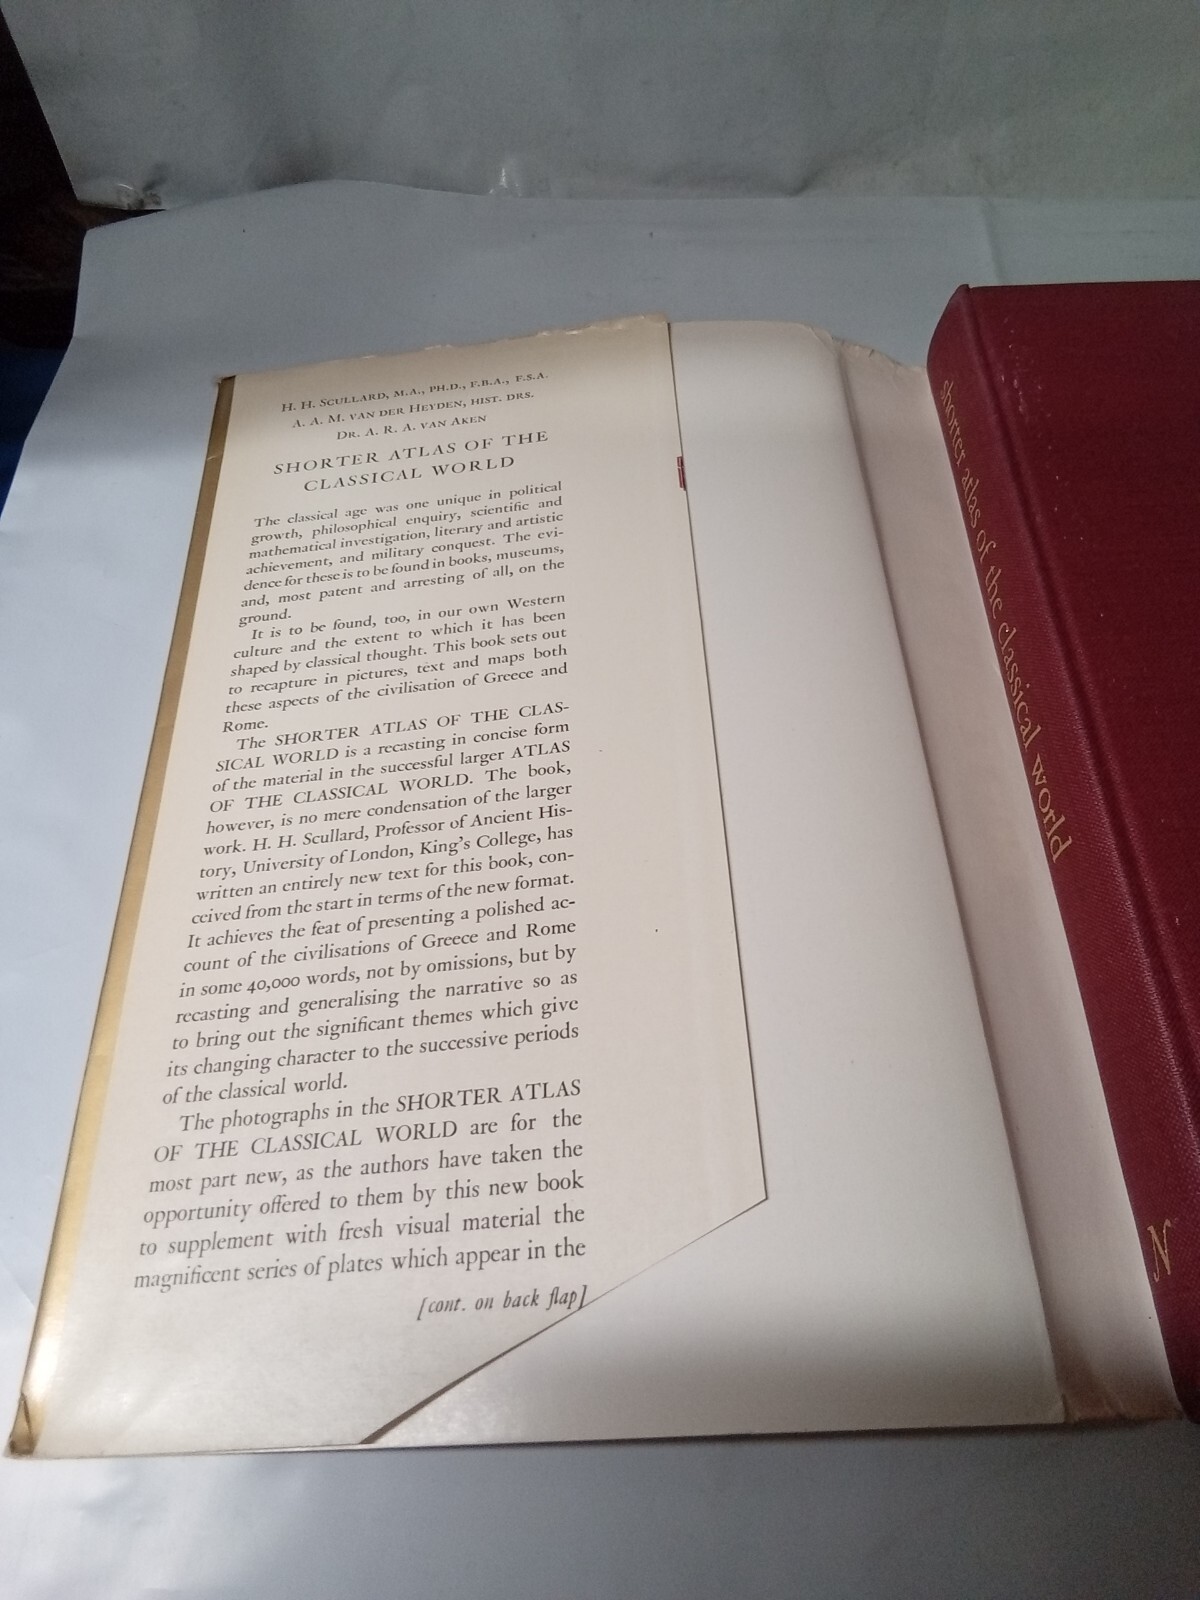 H. H. Scullard, M.A., PH.D., F.B.A., F.S.A.
A. A. M. van der Heyden, hist. drs.
Dr. A. R. A. van Aken
SHORTER ATLAS OF THE
CLASSICAL WORLD
The classical age was one unique in political
growth, philosophical enquiry, scientific and
mathematical investigation, literary and artistic
achievement, and military conquest. The evi-
dence for these is to be found in books, museums,
and, most patent and arresting of all, on the
ground.
It is to be found, too, in our own Western
culture and the extent to which it has been
shaped by classical thought. This book sets out
to recapture in pictures, text and maps both
these aspects of the civilisation of Greece and
Rome.
The SHORTER ATLAS OF THE CLAS-
SICAL WORLD is a recasting in concise form
of the material in the successful larger ATLAS
OF THE CLASSICAL WORLD. The book,
however, is no mere condensation of the larger
work. H. H. Scullard, Professor of Ancient His-
tory, University of London, King's College, has
written an entirely new text for this book, con-
ceived from the start in terms of the new format.
It achieves the feat of presenting a polished ac-
count of the civilisations of Greece and Rome
in some 40,000 words, not by omissions, but by
recasting and generalising the narrative so as
to bring out the significant themes which give
its changing character to the successive periods
of the classical world.
The photographs in the SHORTER ATLAS
OF THE CLASSICAL WORLD are for the
most part new, as the authors have taken the
opportunity offered to them by this new book
to supplement with fresh visual material the
magnificent series of plates which appear in the
[cont. on back flap]
shorter atlas of the classical world
N